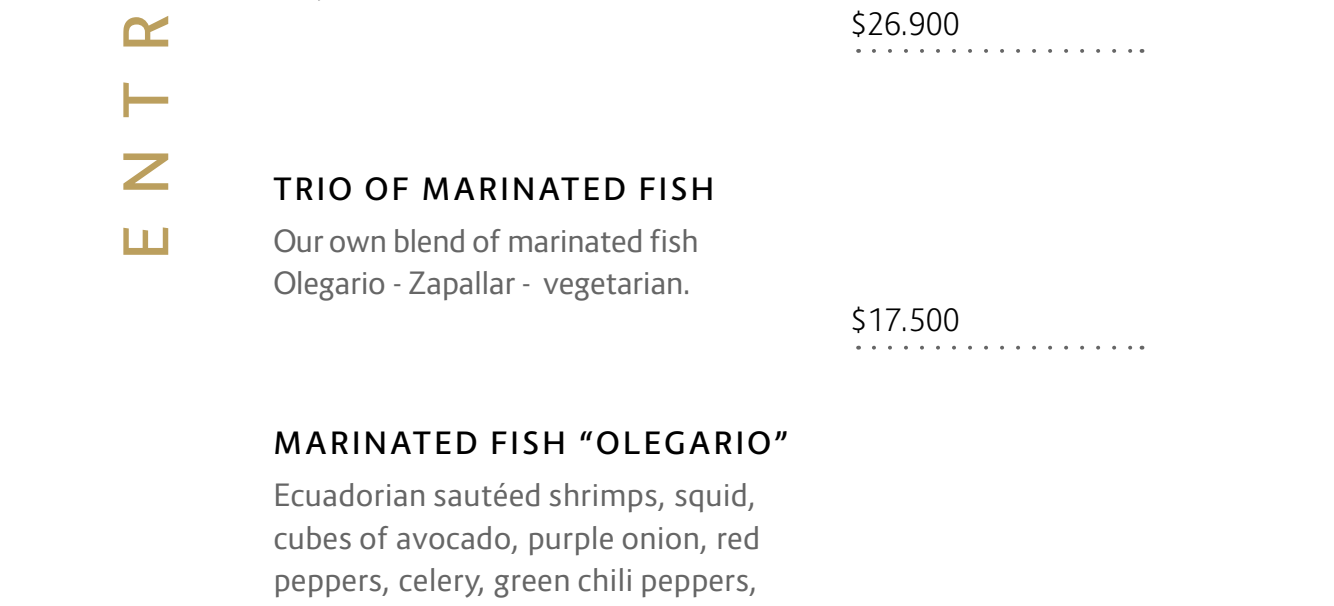 ENTR
$26.900
TRIO OF MARINATED FISH
Our own blend of marinated fish
Olegario - Zapallar - vegetarian.
$17.500
MARINATED FISH “OLEGARIO”
Ecuadorian sautéed shrimps, squid,
cubes of avocado, purple onion, red
peppers, celery, green chili peppers,